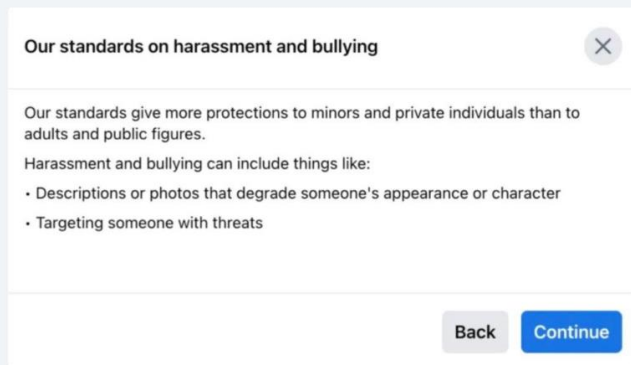 Our standards on harassment and bullying
Our standards give more protections to minors and private individuals than to
adults and public figures.
Harassment and bullying can include things like:
• Descriptions or photos that degrade someone's appearance or character
• Targeting someone with threats
Back Continue